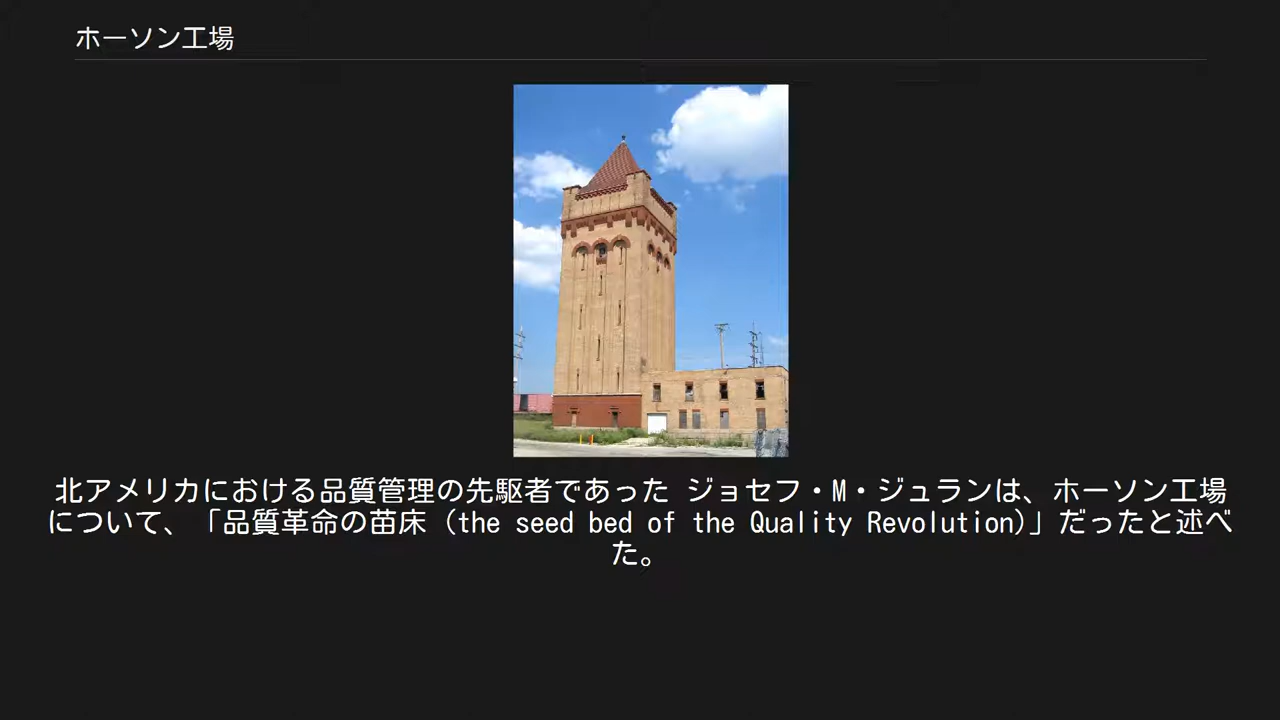 ホーソン工場
北アメリカにおける品質管理の先駆者であった ジョセフ・M・ジュランは、ホーソン工場
について、「品質革命の苗床（the seed bed of the Quality Revolution)」だったと述べ
た。